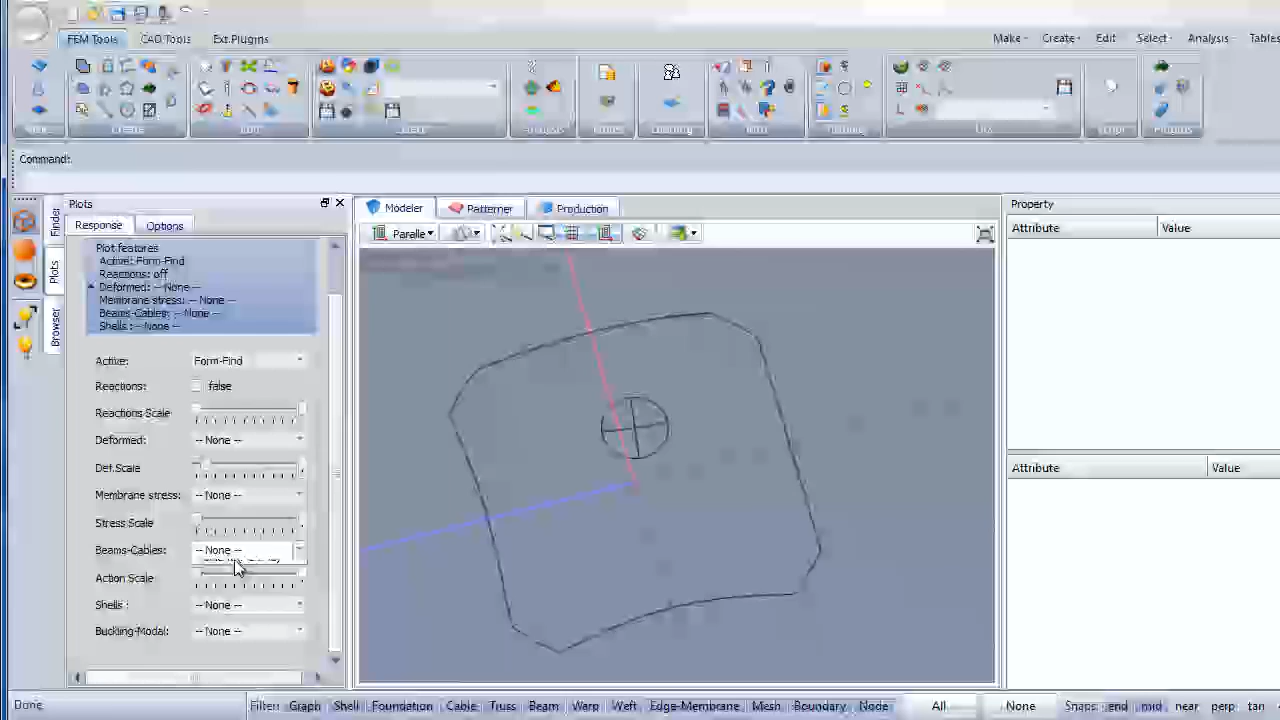 FEM Tools CAD Tools Ext.Plugins Make Create Edit Select Analysis Tables
Command:
Plots
Response Options
Finder
Plots
Browser
Plot features
Active: Form-Find
Reactions: off
Deformed: -- None --
Membrane stress: -- None --
Beams-Cables: -- None --
Shells: -- None --
Active: Form-Find
Reactions: false
Reactions Scale
Deformed: -- None --
Def.Scale
Membrane stress: -- None --
Stress Scale
Beams-Cables: -- None --
Action Scale
Shells : -- None --
Buckling-Modal: -- None --
Modeler Patterner Production
Paralle
Property
Attribute Value
Attribute Value
Done Filters: Graph Shell Foundation Cable Truss Beam Warp Weft Edge-Membrane Mesh Boundary Node All None Snaps: end mid near perp tan